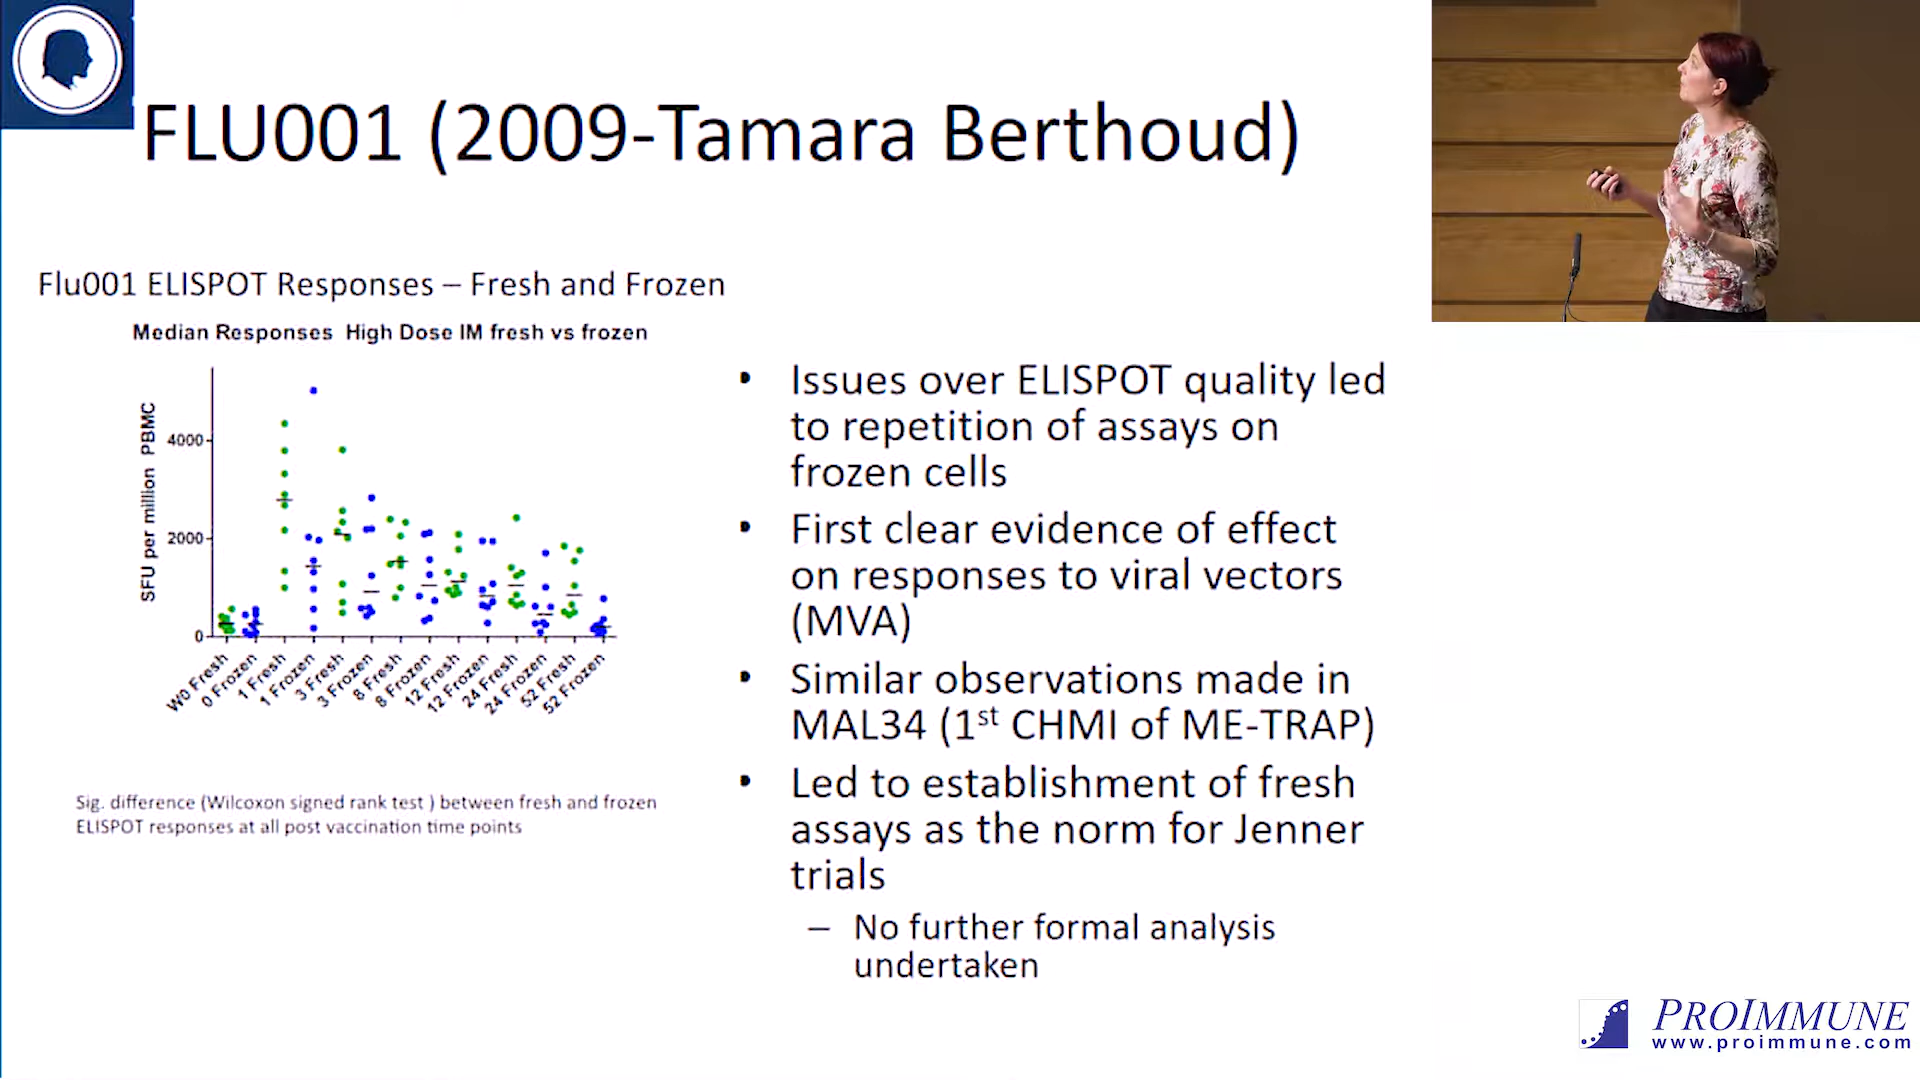 FLU001 (2009-Tamara Berthoud)
Flu001 ELISPOT Responses – Fresh and Frozen
Median Responses High Dose IM fresh vs frozen
SFU per million PBMC
4000
2000
0
W0 Fresh
0 Frozen
1 Fresh
1 Frozen
3 Fresh
3 Frozen
8 Fresh
8 Frozen
12 Fresh
12 Frozen
24 Fresh
24 Frozen
52 Fresh
52 Frozen
Sig. difference (Wilcoxon signed rank test ) between fresh and frozen
ELISPOT responses at all post vaccination time points
• Issues over ELISPOT quality led
to repetition of assays on
frozen cells
• First clear evidence of effect
on responses to viral vectors
(MVA)
• Similar observations made in
MAL34 (1st CHMI of ME-TRAP)
• Led to establishment of fresh
assays as the norm for Jenner
trials
– No further formal analysis
undertaken
PROIMMUNE
www.proimmune.com